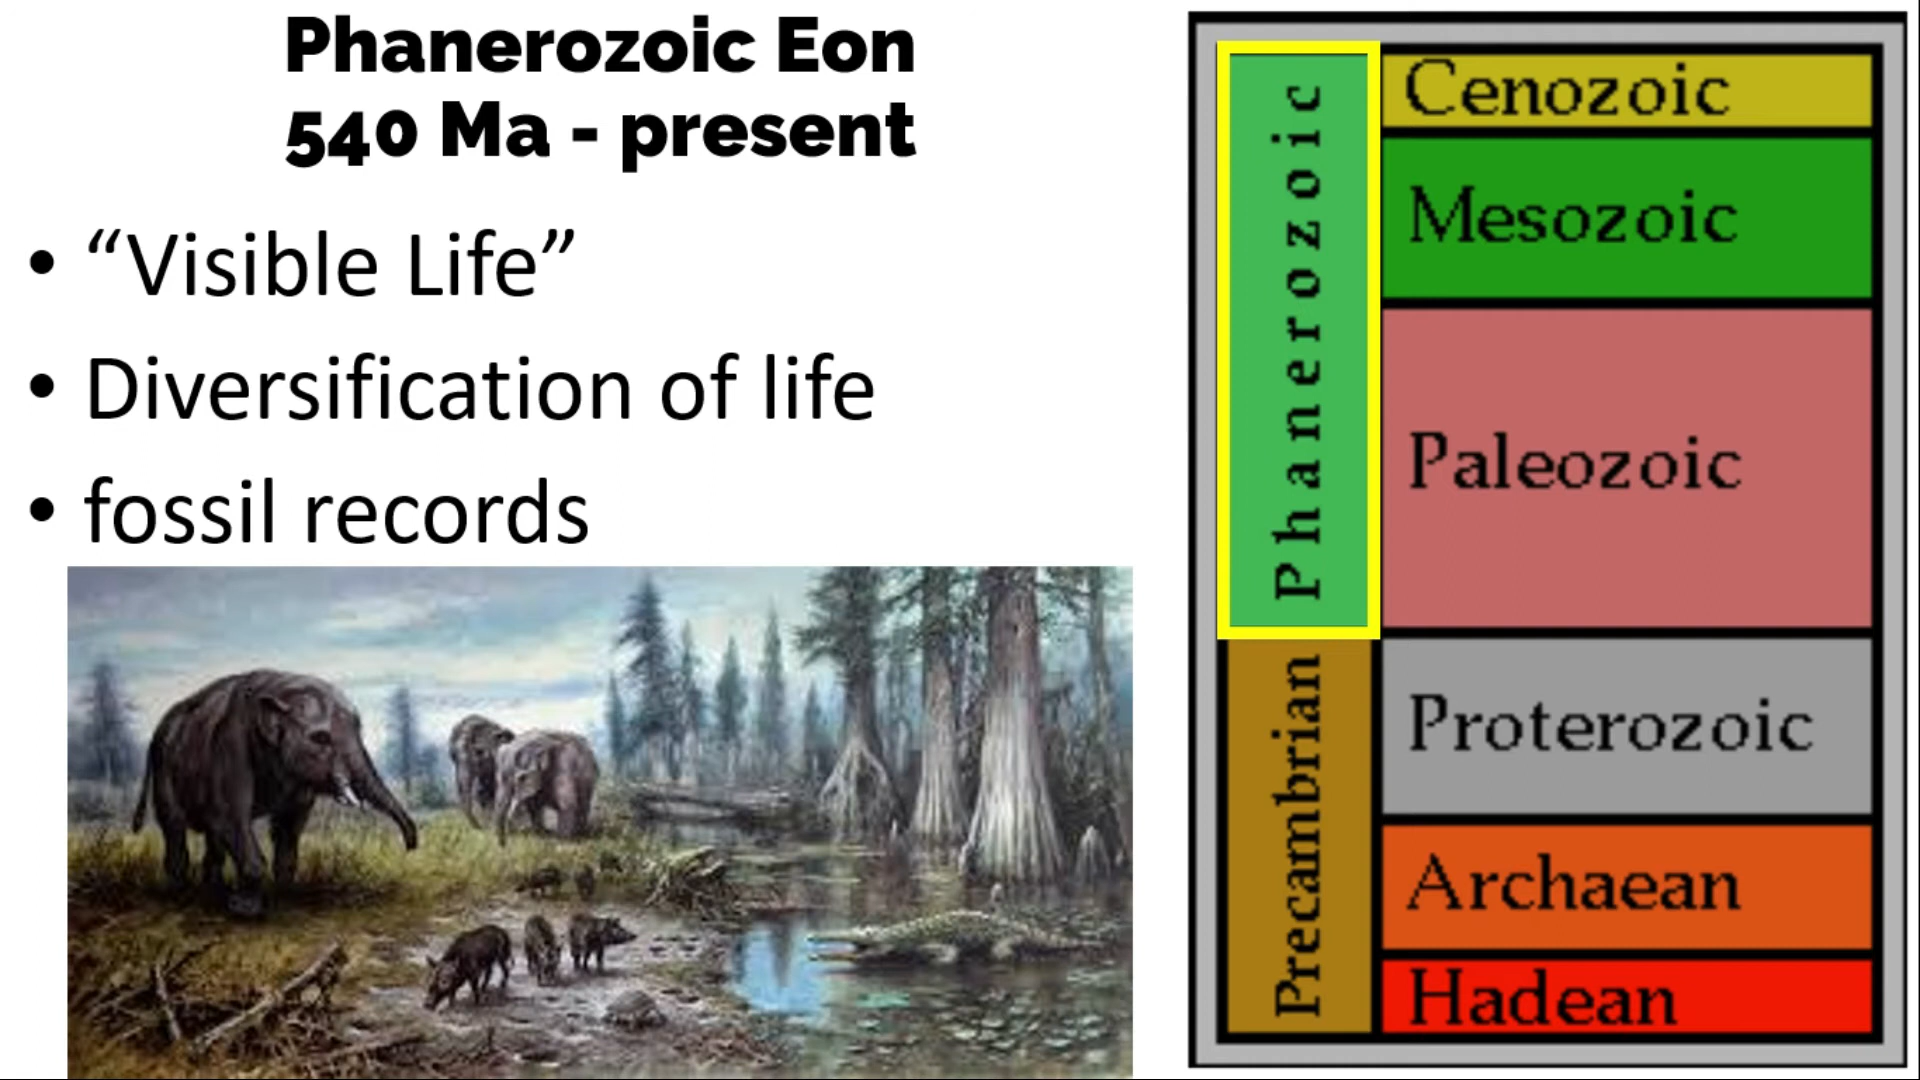 Phanerozoic Eon
540 Ma - present
• “Visible Life”
• Diversification of life
• fossil records
Phanerozoic
Cenozoic
Mesozoic
Paleozoic
Precambrian
Proterozoic
Archaean
Hadean